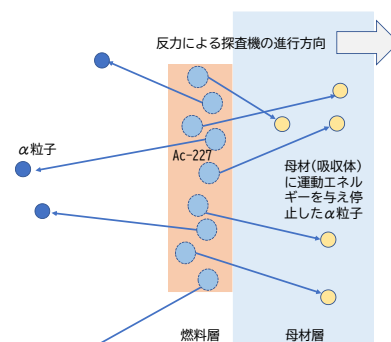 反力による探査機の進行方向
α粒子
Ac-227
母材(吸収体)
に運動エネル
ギーを与え停
止したα粒子
燃料層
母材層